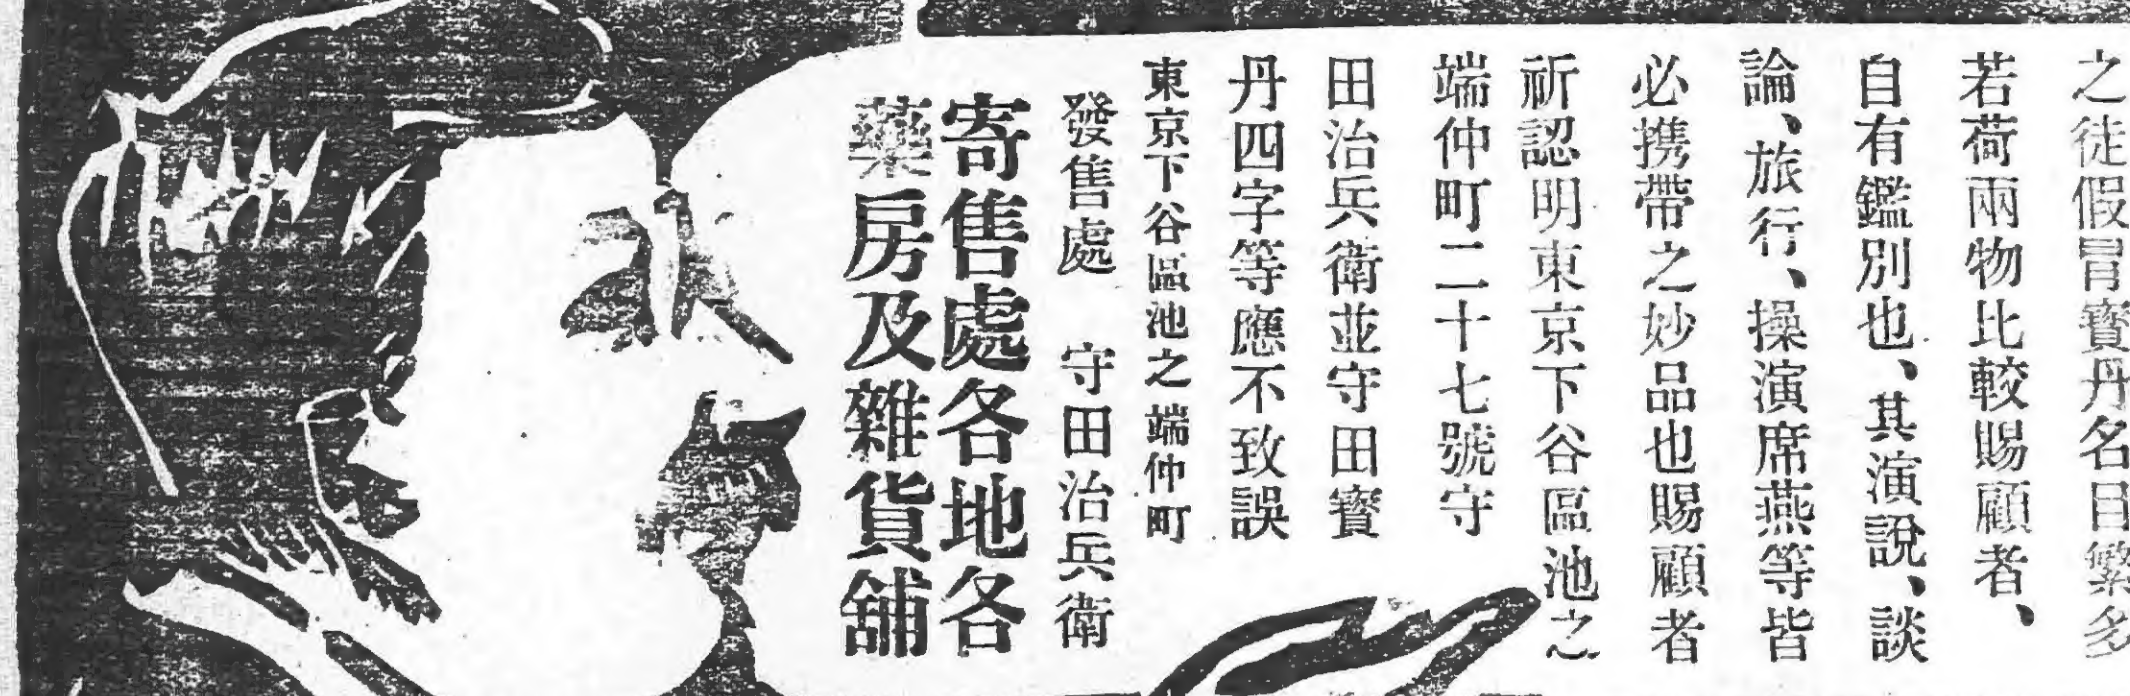 之徒假冒寳丹名目繁多
若荷兩物比較賜顧者、
自有鑑別也、其演說、談
論、旅行、操演席燕等皆
必携帶之妙品也賜顧者
祈認明東京下谷區池之
端仲町二十七號守
田治兵衛並守田寳
丹四字等應不致誤
東京下谷區池之端仲町
發售處 守田治兵衛
寄售處各地各
藥房及雜貨舖